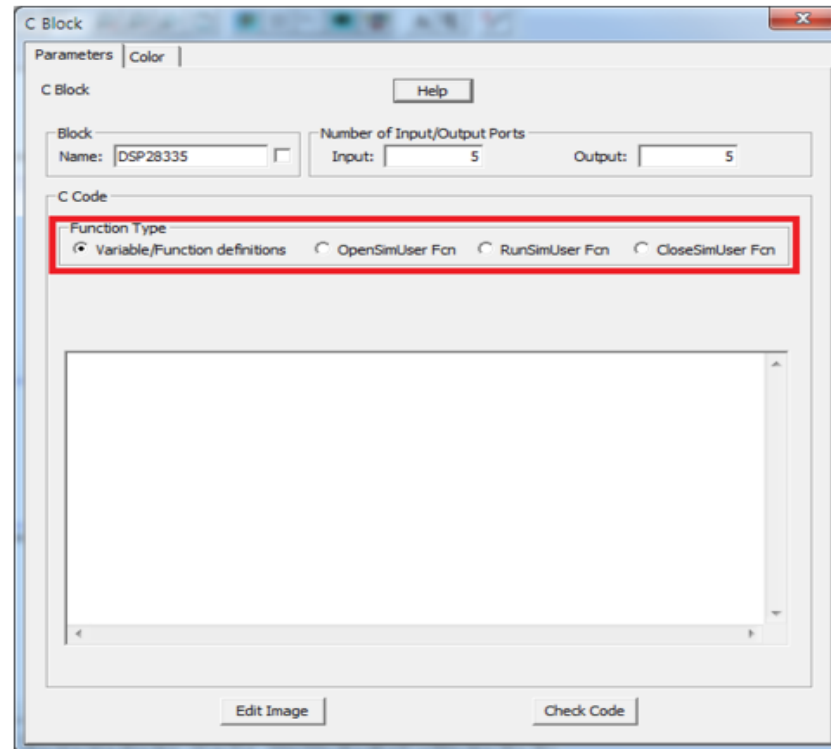 C Block
Parameters Color
C Block Help
Block Number of Input/Output Ports
Name: DSP28335 Input: 5 Output: 5
C Code
Function Type
Variable/Function definitions OpenSimUser Fcn RunSimUser Fcn CloseSimUser Fcn
Edit Image Check Code